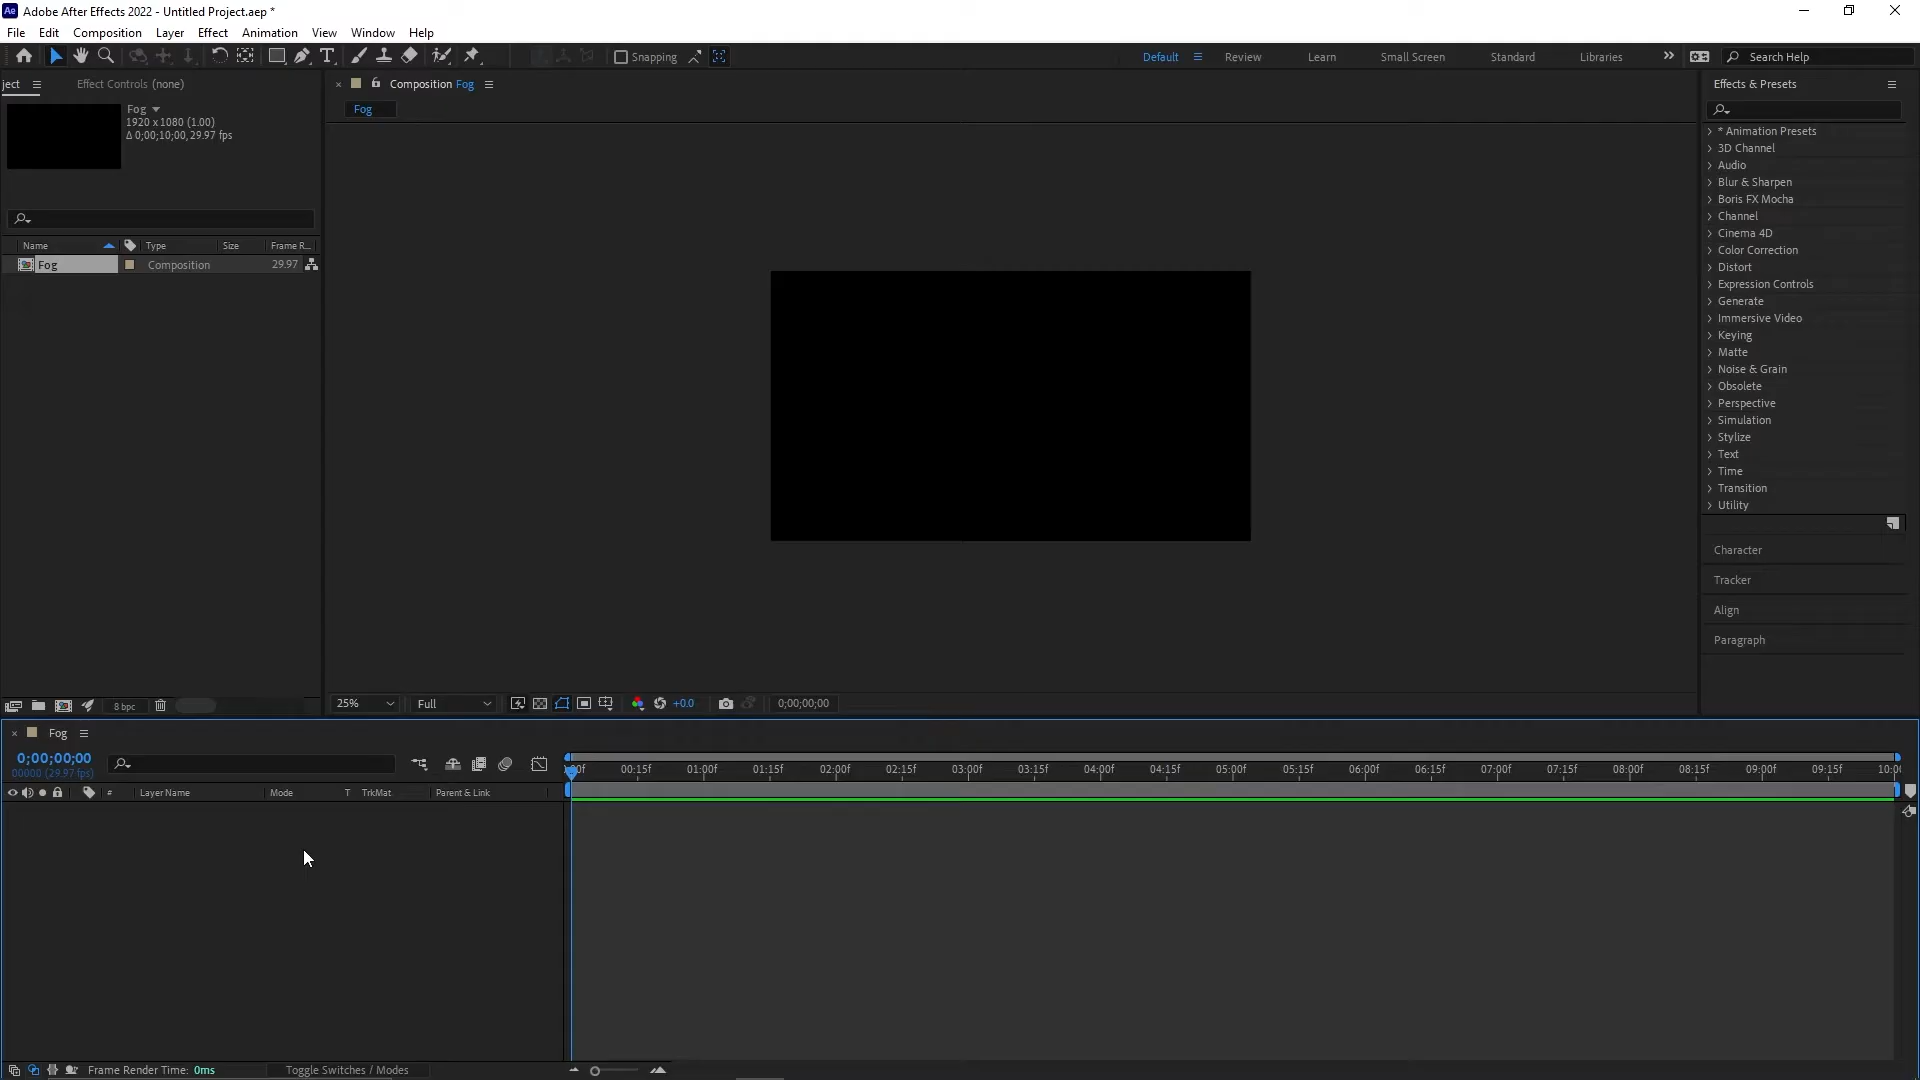 Ae Adobe After Effects 2022 - Untitled Project.aep *
File Edit Composition Layer Effect Animation View Window Help
T Snapping Default Review Learn Small Screen Standard Libraries Search Help
ject Effect Controls (none)
Composition Fog
Effects & Presets
Fog
1920 x 1080 (1.00)
Δ 0;00;10;00, 29.97 fps
Fog
Name Type Size Frame R...
Fog Composition 29.97
* Animation Presets
3D Channel
Audio
Blur & Sharpen
Boris FX Mocha
Channel
Cinema 4D
Color Correction
Distort
Expression Controls
Generate
Immersive Video
Keying
Matte
Noise & Grain
Obsolete
Perspective
Simulation
Stylize
Text
Time
Transition
Utility
Character
Tracker
Align
Paragraph
8 bpc
25% Full +0.0 0;00;00;00
Fog
0;00;00;00
00000 (29.97 fps)
00:15f 01:00f 01:15f 02:00f 02:15f 03:00f 03:15f 04:00f 04:15f 05:00f 05:15f 06:00f 06:15f 07:00f 07:15f 08:00f 08:15f 09:00f 09:15f 10:0
# Layer Name Mode T TrkMat Parent & Link
Frame Render Time: 0ms Toggle Switches / Modes